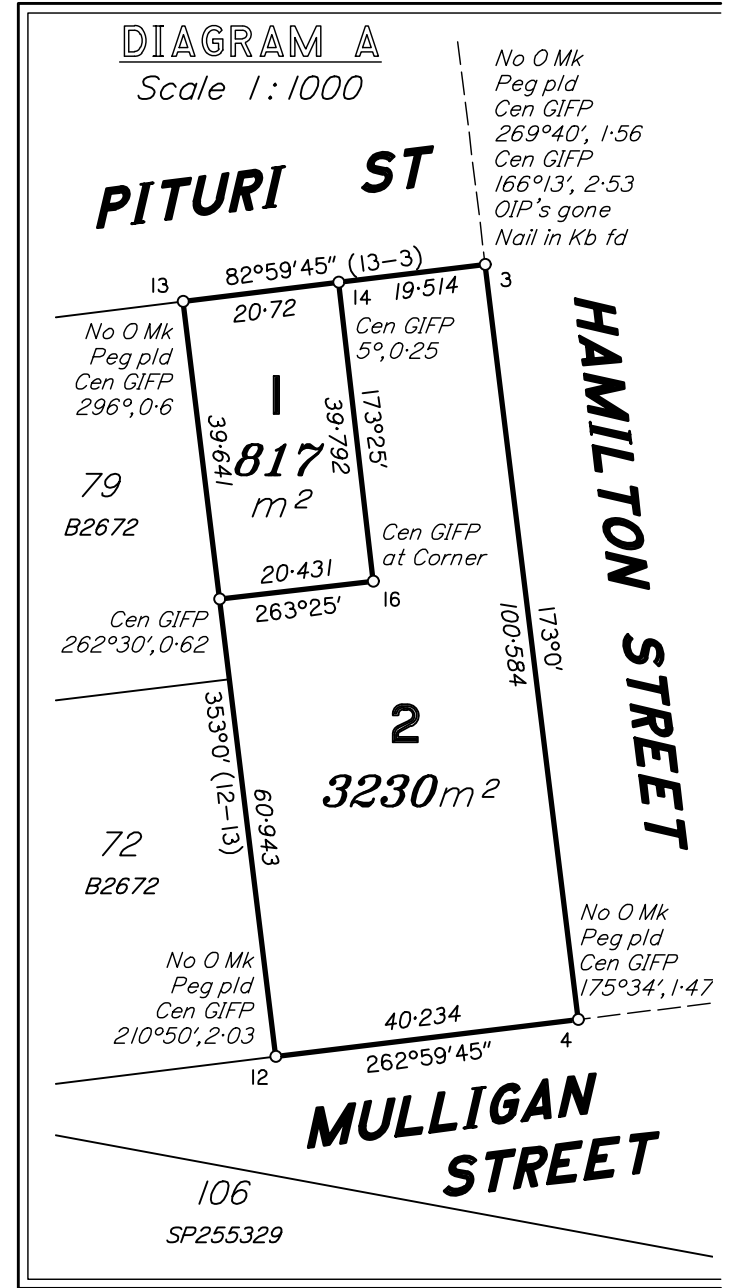 DIAGRAM A
Scale 1:1000
No O Mk
Peg pld
Cen GIFP
269°40', 1·56
Cen GIFP
166°13', 2·53
OIP's gone
Nail in Kb fd
PITURI ST
82°59'45" (13-3)
13
14
3
20·72
19·514
No O Mk
Peg pld
Cen GIFP
296°, 0·6
Cen GIFP
5°, 0·25
1
817
m²
39·641
39·792
173°25'
HAMILTON STREET
79
B2672
Cen GIFP
at Corner
20·431
263°25'
16
Cen GIFP
262°30', 0·62
100·584
173°0'
353°0' (12-13)
60·943
2
3230m²
72
B2672
No O Mk
Peg pld
Cen GIFP
175°34', 1·47
No O Mk
Peg pld
Cen GIFP
210°50', 2·03
40·234
262°59'45"
12
4
MULLIGAN
STREET
106
SP255329